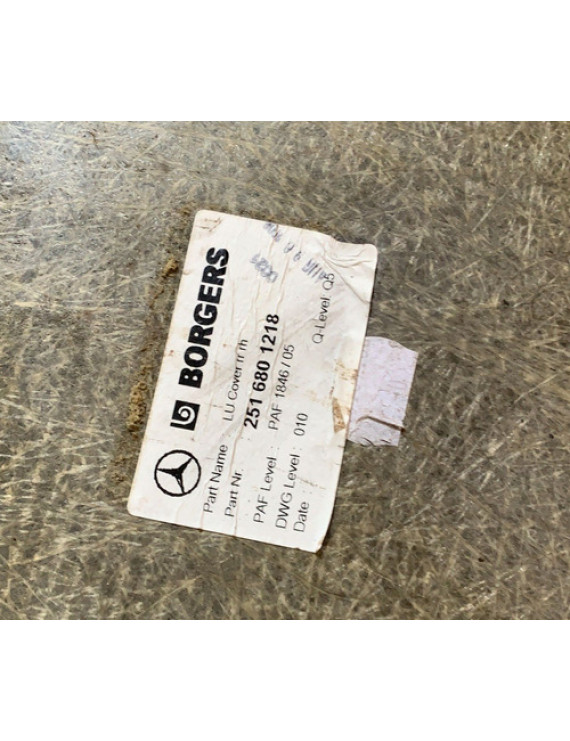 BORGERS
Part Name LU Cover
Part Nr. 251 680 1218
PAF Level : PAF 1846 / 05
DWG Level : 010 Q-Level: Q5
Date